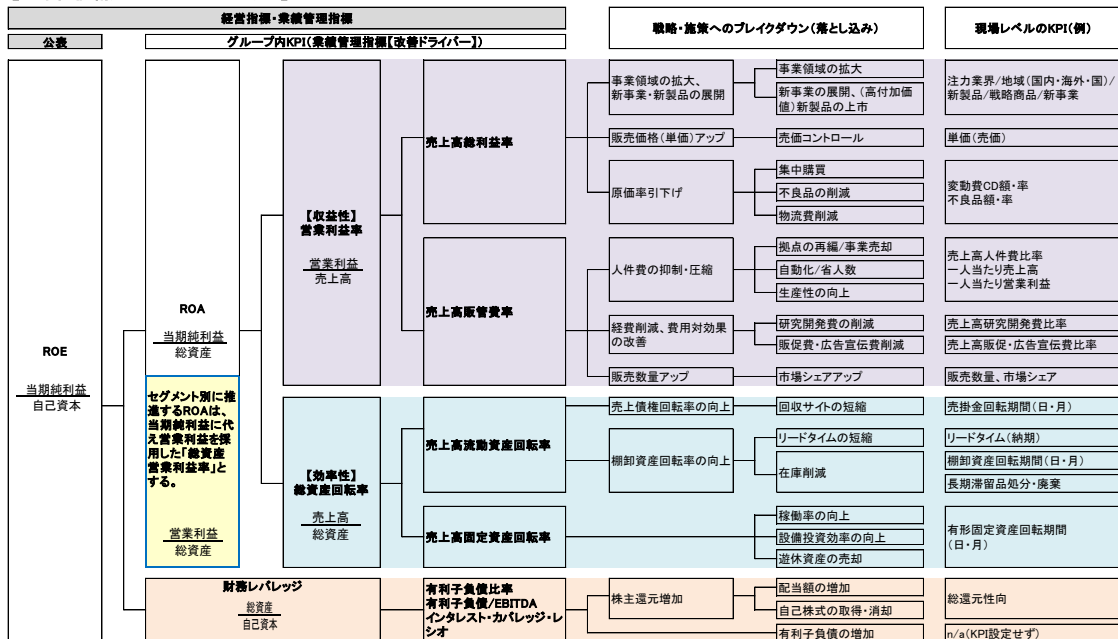 経営指標・業績管理指標
公表
グループ内KPI(業績管理指標【改善ドライバー】)
戦略・施策へのブレイクダウン(落とし込み)
現場レベルのKPI(例)
ROE
当期純利益
自己資本
ROA
当期純利益
総資産
セグメント別に推
進するROAは、
当期純利益に代
え営業利益を採
用した「総資産
営業利益率」と
する。
営業利益
総資産
【収益性】
営業利益率
営業利益
売上高
売上高総利益率
事業領域の拡大、
新事業・新製品の展開
事業領域の拡大
新事業の展開、(高付加価
値)新製品の上市
注力業界/地域(国内・海外・国)/
新製品/戦略商品/新事業
販売価格(単価)アップ
売価コントロール
単価(売価)
原価率引下げ
集中購買
不良品の削減
物流費削減
変動費CD額・率
不良品額・率
売上高販管費率
人件費の抑制・圧縮
拠点の再編/事業売却
自動化/省人数
生産性の向上
売上高人件費比率
一人当たり売上高
一人当たり営業利益
経費削減、費用対効果
の改善
研究開発費の削減
販促費・広告宣伝費削減
売上高研究開発費比率
売上高販促・広告宣伝費比率
販売数量アップ
市場シェアアップ
販売数量、市場シェア
【効率性】
総資産回転率
売上高
総資産
売上高流動資産回転率
売上債権回転率の向上
回収サイトの短縮
売掛金回転期間(日・月)
棚卸資産回転率の向上
リードタイムの短縮
在庫削減
リードタイム(納期)
棚卸資産回転期間(日・月)
長期滞留品処分・廃棄
売上高固定資産回転率
稼働率の向上
設備投資効率の向上
遊休資産の売却
有形固定資産回転期間
(日・月)
財務レバレッジ
総資産
自己資本
有利子負債比率
有利子負債/EBITDA
インタレスト・カバレッジ・レ
シオ
株主還元増加
配当額の増加
自己株式の取得・消却
総還元性向
有利子負債の増加
n/a(KPI設定せず)